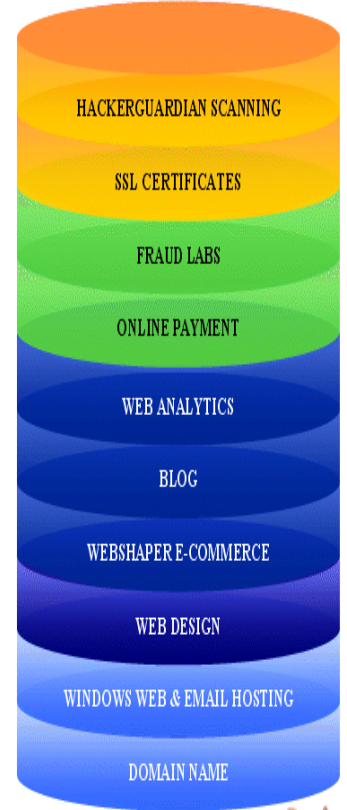 HACKERGUARDIAN SCANNING
SSL CERTIFICATES
FRAUD LABS
ONLINE PAYMENT
WEB ANALYTICS
BLOG
WEBSHAPER E-COMMERCE
WEB DESIGN
WINDOWS WEB & EMAIL HOSTING
DOMAIN NAME